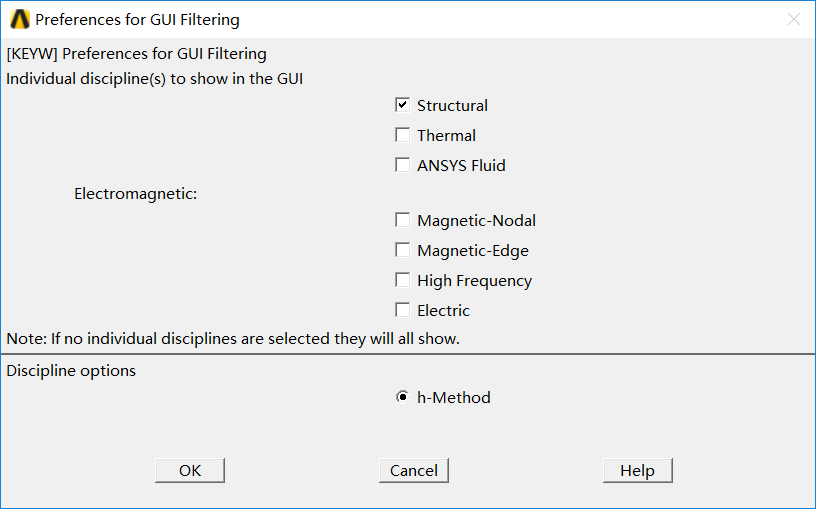 Preferences for GUI Filtering
[KEYW] Preferences for GUI Filtering
Individual discipline(s) to show in the GUI
Structural
Thermal
ANSYS Fluid
Electromagnetic:
Magnetic-Nodal
Magnetic-Edge
High Frequency
Electric
Note: If no individual disciplines are selected they will all show.
Discipline options
h-Method
OK Cancel Help